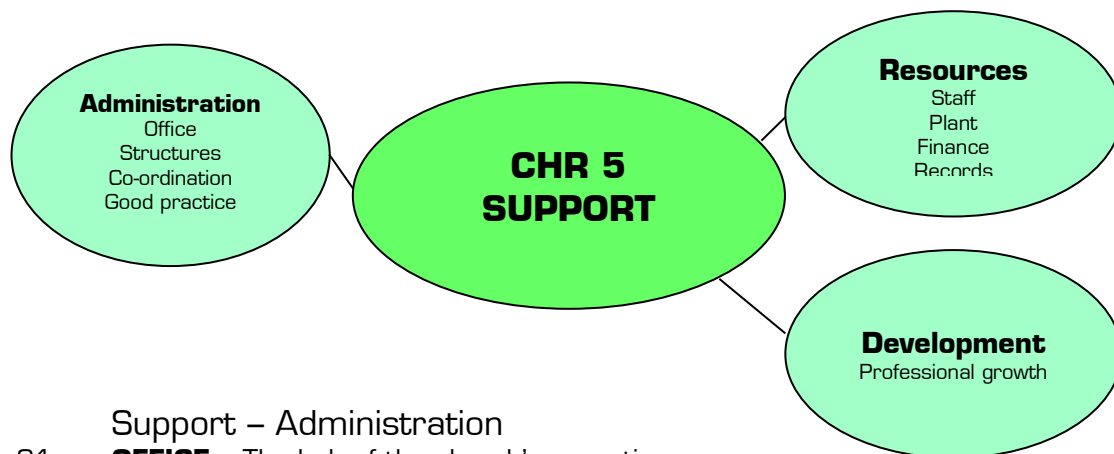 Administration
Office
Structures
Co-ordination
Good practice
CHR 5
SUPPORT
Resources
Staff
Plant
Finance
Records
Development
Professional growth
Support – Administration